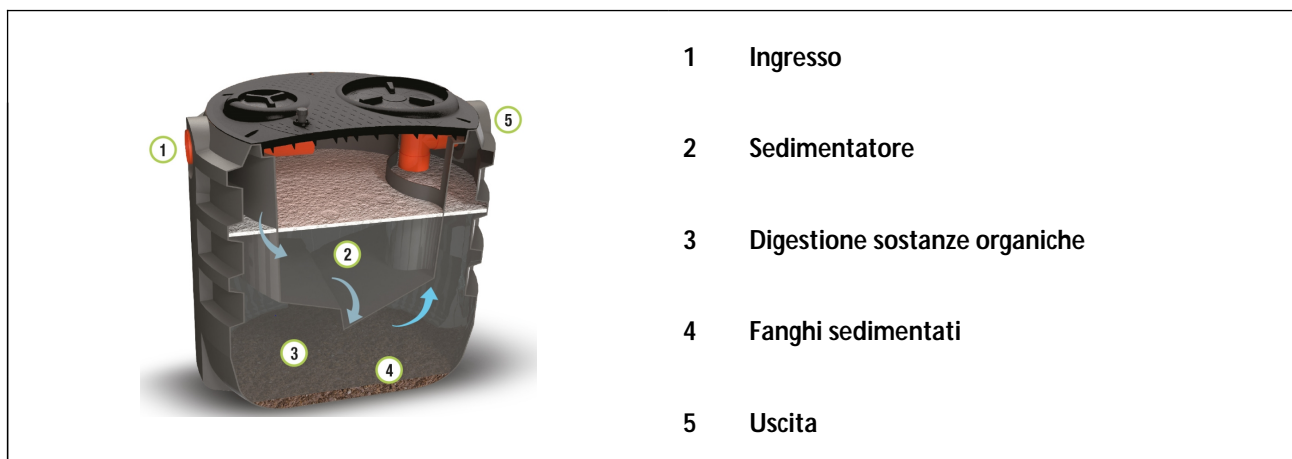 1 Ingresso
2 Sedimentatore
3 Digestione sostanze organiche
4 Fanghi sedimentati
5 Uscita
1
5
2
3
4